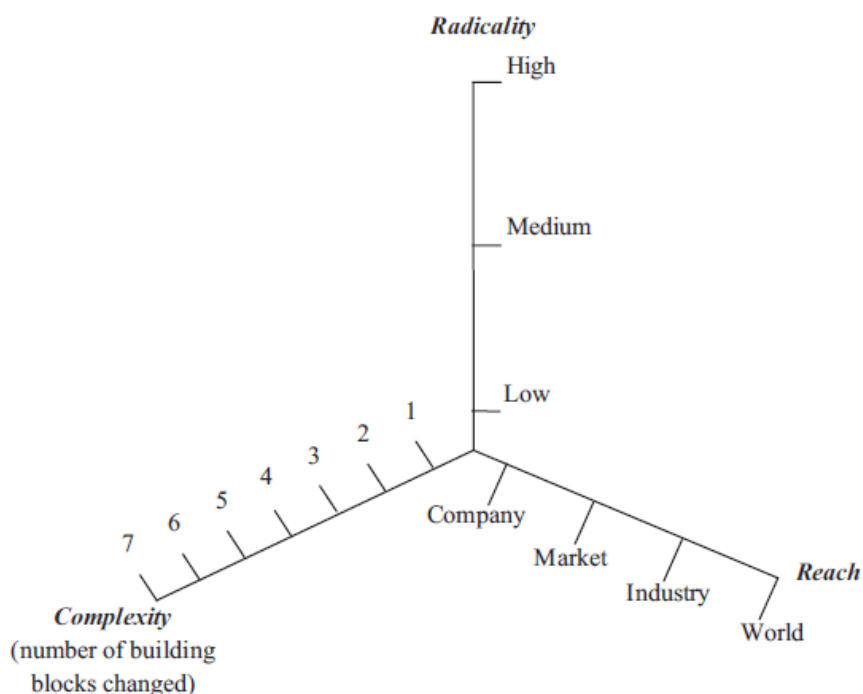 Radicality
High
Medium
Low
1
2
3
4
5
6
7
Company
Market
Industry
World
Reach
Complexity
(number of building
blocks changed)